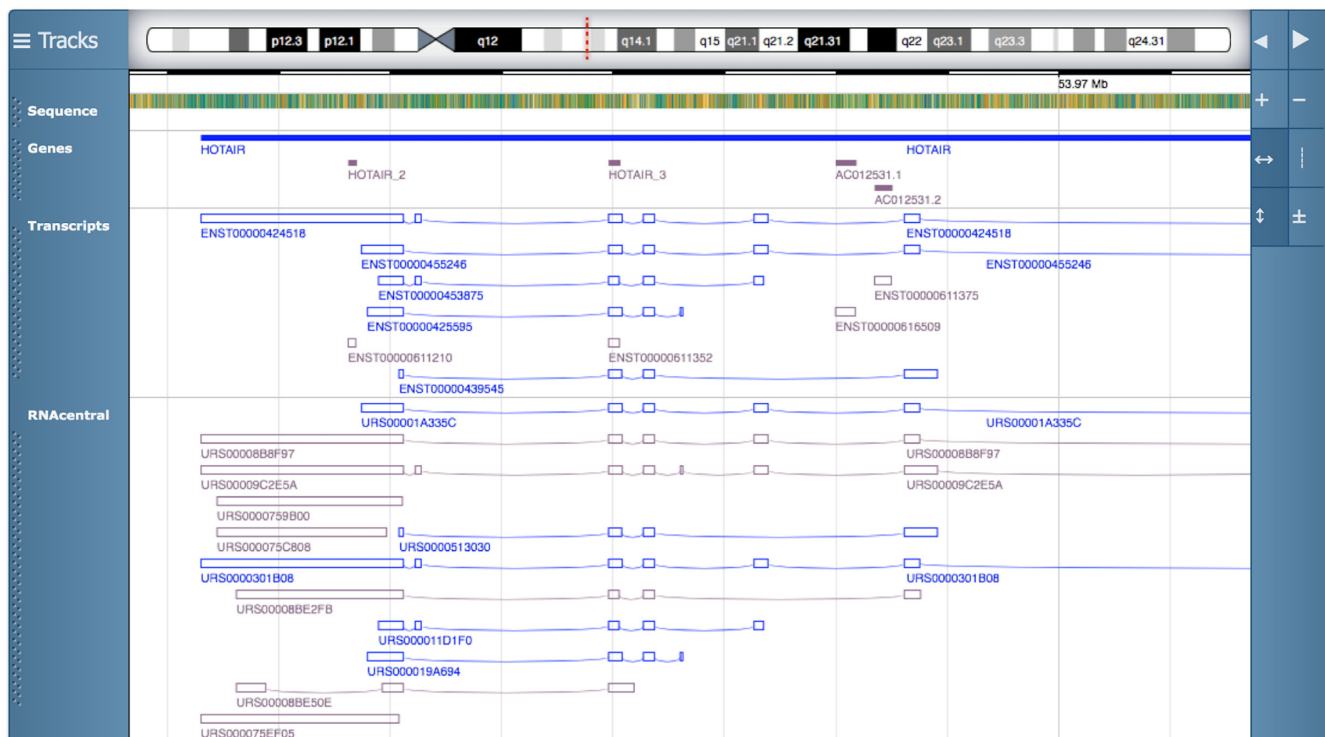 Tracks
p12.3 p12.1 q12 q14.1 q15 q21.1 q21.2 q21.31 q22 q23.1 q23.3 q24.31
53.97 Mb
Sequence
Genes
HOTAIR HOTAIR
HOTAIR_2 HOTAIR_3 AC012531.1
AC012531.2
Transcripts
ENST00000424518 ENST00000424518
ENST00000455246 ENST00000455246
ENST00000453875 ENST00000611375
ENST00000425595 ENST00000616509
ENST00000611210 ENST00000611352
ENST00000439545
RNAcentral
URS00001A335C URS00001A335C
URS00008B8F97 URS00008B8F97
URS00009C2E5A URS00009C2E5A
URS0000759B00
URS000075C808 URS0000513030
URS0000301B08 URS0000301B08
URS00008BE2FB
URS000011D1F0
URS000019A694
URS00008BE50E
URS000075EF05